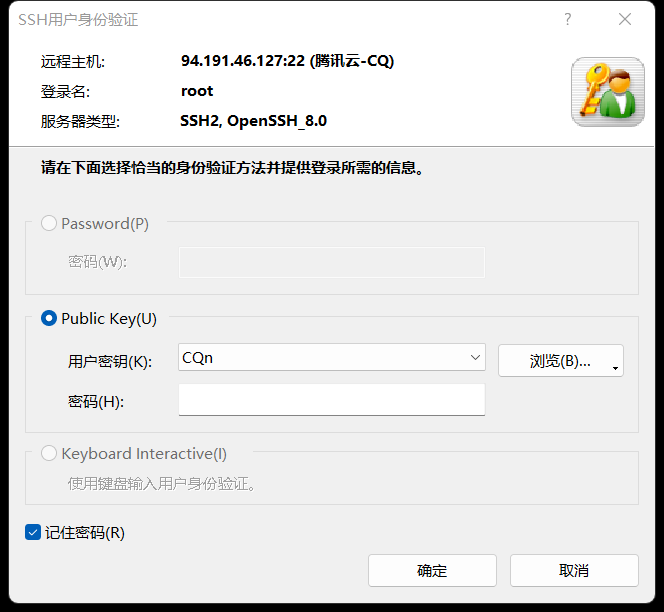 SSH用户身份验证
远程主机: 94.191.46.127:22 (腾讯云-CQ)
登录名: root
服务器类型: SSH2, OpenSSH_8.0
请在下面选择恰当的身份验证方法并提供登录所需的信息。
Password(P)
密码(W):
Public Key(U)
用户密钥(K): CQn 浏览(B)...
密码(H):
Keyboard Interactive(I)
使用键盘输入用户身份验证。
记住密码(R)
确定 取消